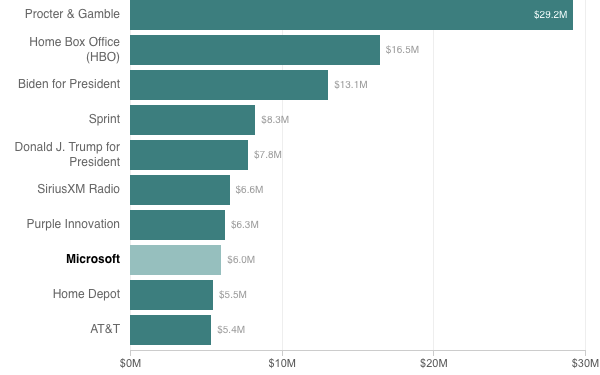 Procter & Gamble $29.2M
Home Box Office
(HBO) $16.5M
Biden for President $13.1M
Sprint $8.3M
Donald J. Trump for
President $7.8M
SiriusXM Radio $6.6M
Purple Innovation $6.3M
Microsoft $6.0M
Home Depot $5.5M
AT&T $5.4M
$0M $10M $20M $30M